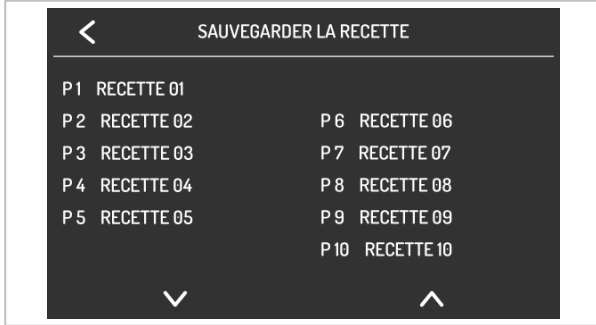 SAUVEGARDER LA RECETTE
P1 RECETTE 01
P2 RECETTE 02
P3 RECETTE 03
P4 RECETTE 04
P5 RECETTE 05
P6 RECETTE 06
P7 RECETTE 07
P8 RECETTE 08
P9 RECETTE 09
P10 RECETTE 10